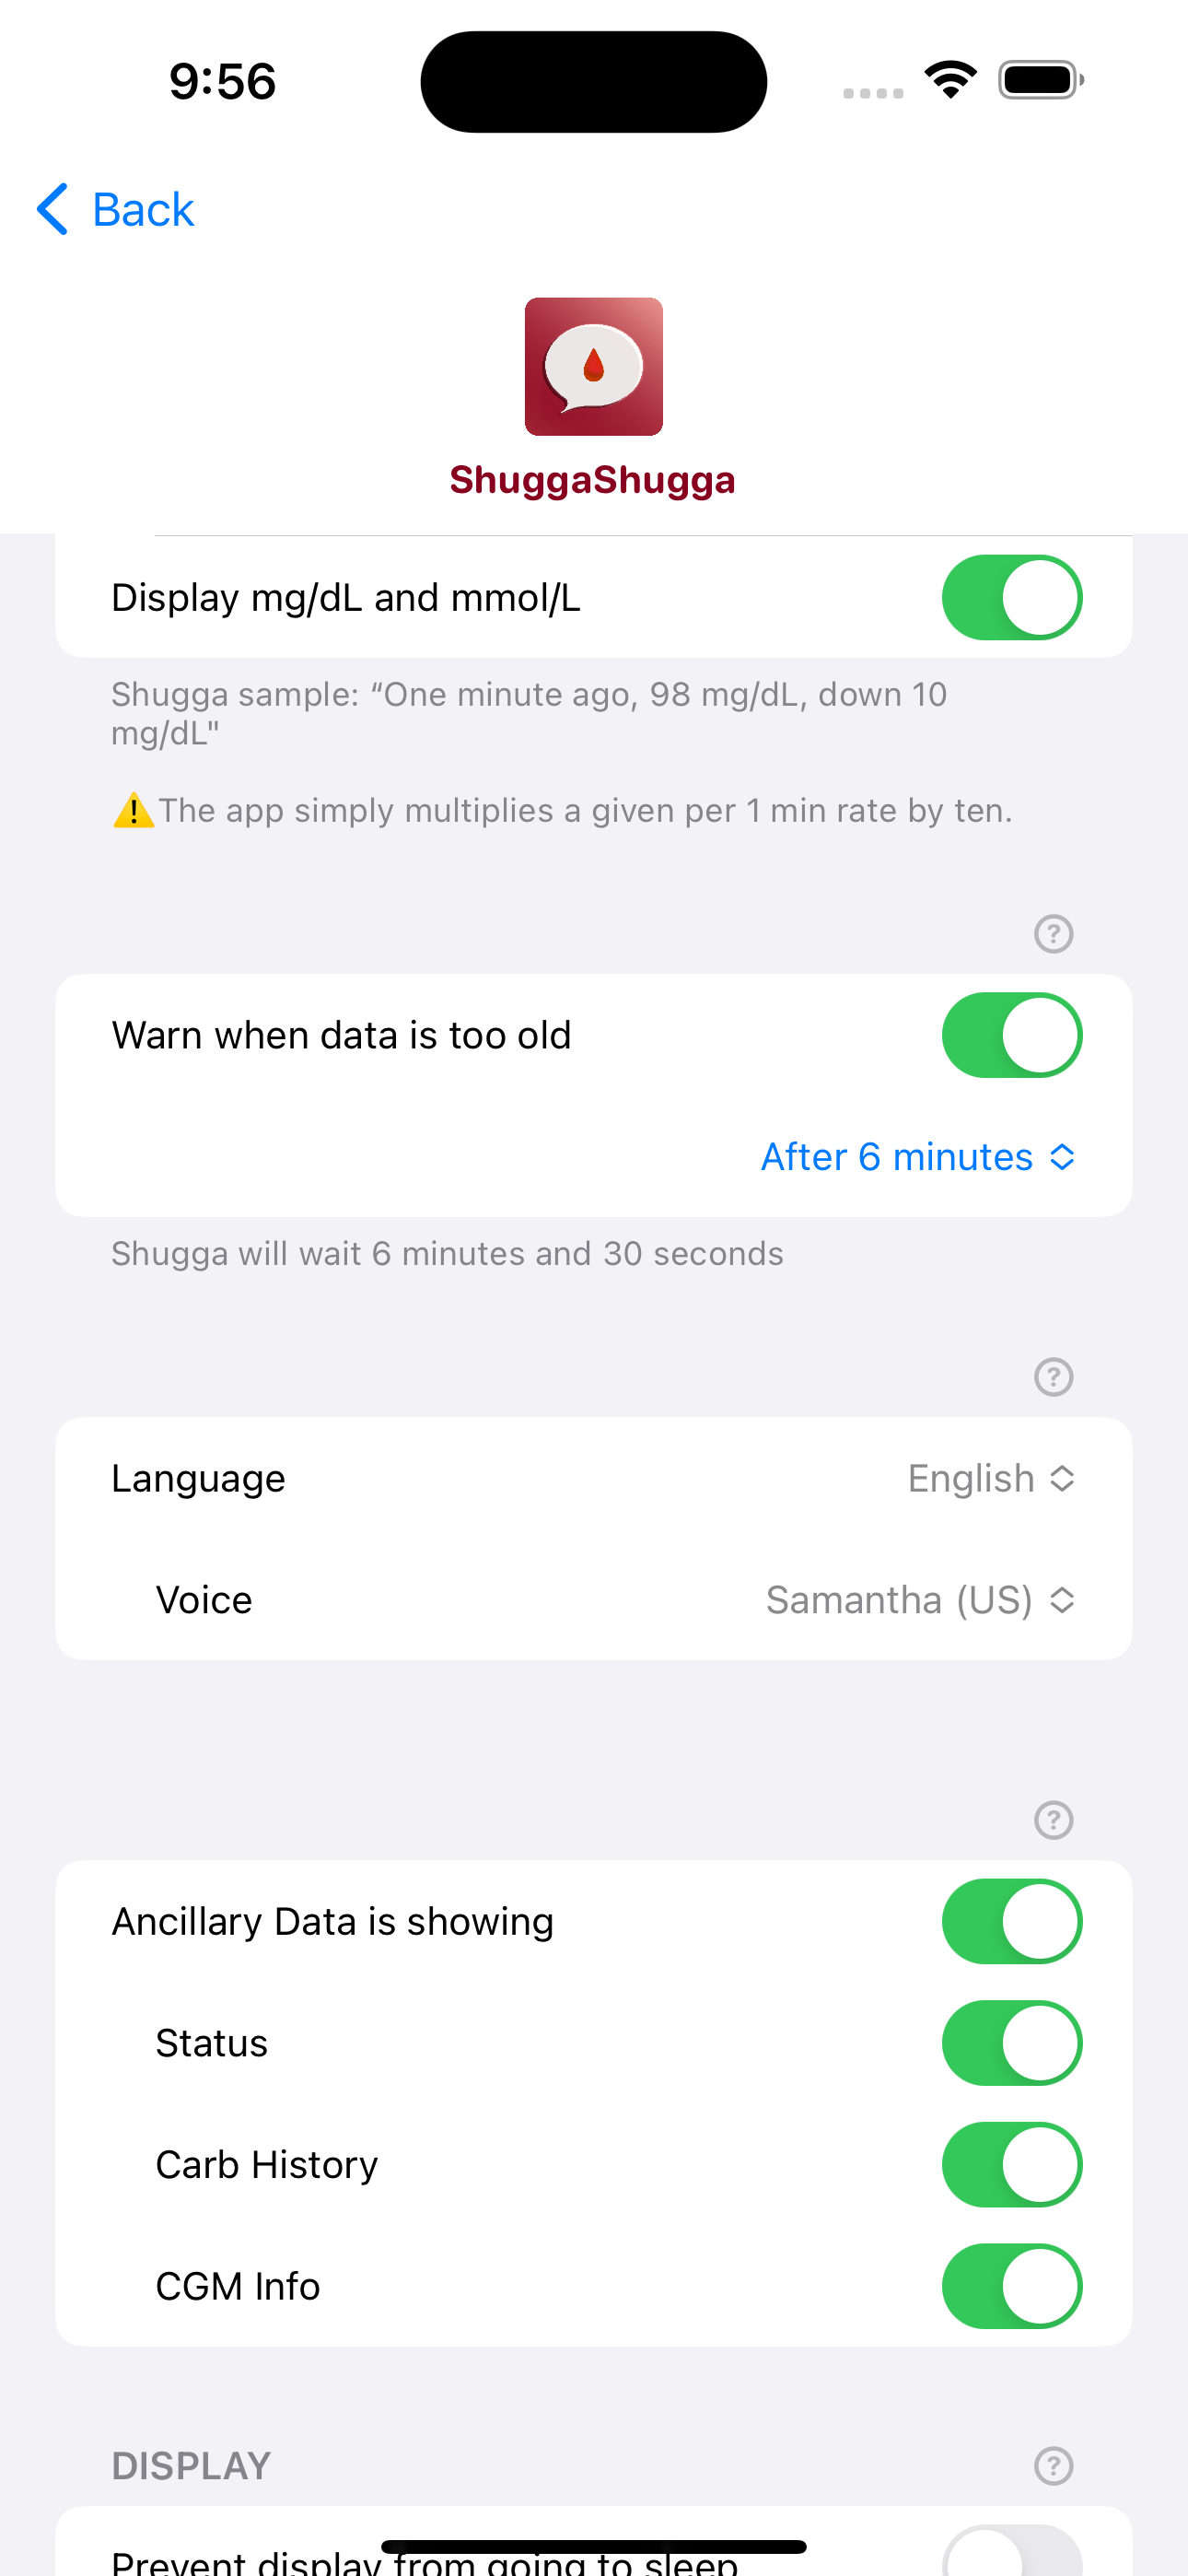 9:56
Back
ShuggaShugga
Display mg/dL and mmol/L
Shugga sample: “One minute ago, 98 mg/dL, down 10
mg/dL"
⚠️The app simply multiplies a given per 1 min rate by ten.
?
Warn when data is too old
After 6 minutes
Shugga will wait 6 minutes and 30 seconds
?
Language English
Voice Samantha (US)
?
Ancillary Data is showing
Status
Carb History
CGM Info
DISPLAY ?
Prevent display from going to sleep